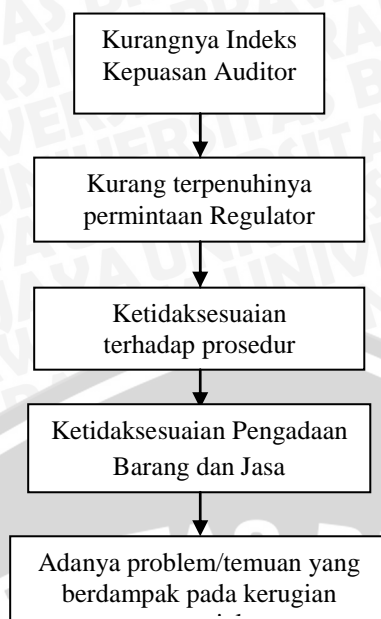 Kurangnya Indeks
Kepuasan Auditor
Kurang terpenuhinya
permintaan Regulator
Ketidaksesuaian
terhadap prosedur
Ketidaksesuaian Pengadaan
Barang dan Jasa
Adanya problem/temuan yang
berdampak pada kerugian